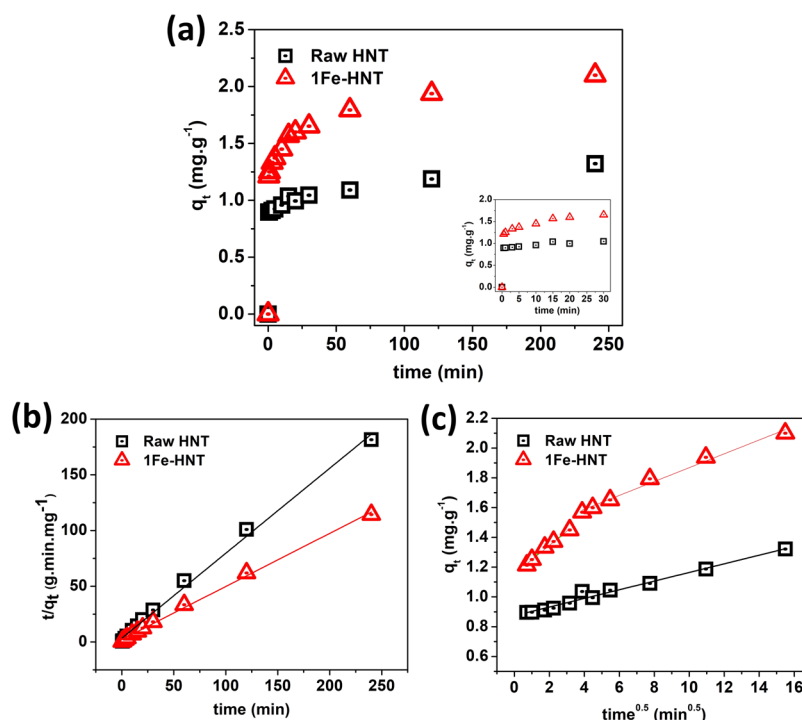 (a)
Raw HNT
1Fe-HNT
2.5
2.0
1.5
1.0
0.5
0.0
qt (mg.g-1)
0 50 100 150 200 250
time (min)
2.0
1.5
1.0
0.5
0.0
qt (mg.g-1)
0 5 10 15 20 25 30
time (min)
(b)
Raw HNT
1Fe-HNT
200
150
100
50
0
t/qt (g.min.mg-1)
0 50 100 150 200 250
time (min)
(c)
Raw HNT
1Fe-HNT
2.2
2.0
1.8
1.6
1.4
1.2
1.0
0.8
0.6
qt (mg.g-1)
0 2 4 6 8 10 12 14 16
time0.5 (min0.5)